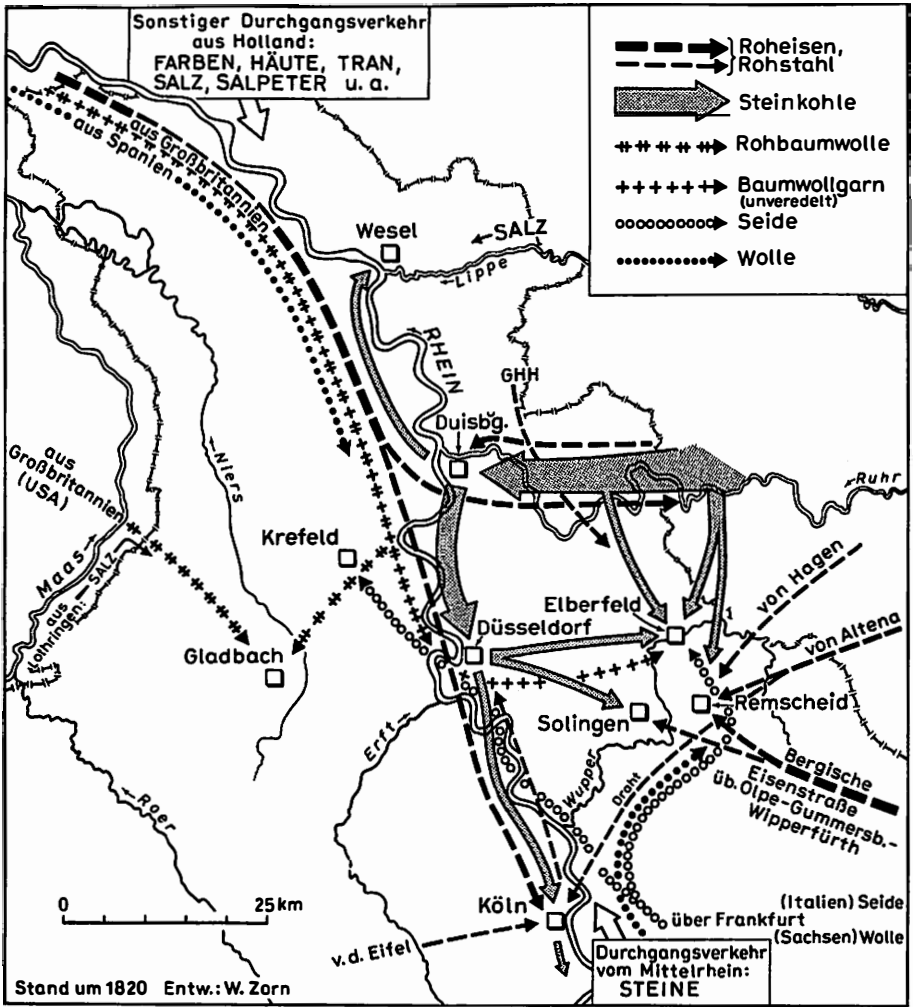 Sonstiger Durchgangsverkehr
aus Holland:
FARBEN, HÄUTE, TRAN,
SALZ, SALPETER u. a.
Roheisen,
Rohstahl
Steinkohle
Rohbaumwolle
Baumwollgarn
(unveredelt)
Seide
Wolle
aus Großbritannien
aus Spanien
Wesel
SALZ
Lippe
RHEIN
GHH
Duisbg.
Ruhr
Niers
aus
Großbritannien
(USA)
Maas
SALZ
aus
Lothringen:
Krefeld
Gladbach
Elberfeld
von Hagen
von Altena
Düsseldorf
Solingen
Remscheid
Erft
Wupper
Draht
Bergische
Eisenstraße
üb. Olpe-Gummersb.-
Wipperfürth
Roer
0 25 km
Köln
v. d. Eifel
(Italien) Seide
über Frankfurt
(Sachsen) Wolle
Durchgangsverkehr
vom Mittelrhein:
STEINE
Stand um 1820 Entw.: W. Zorn